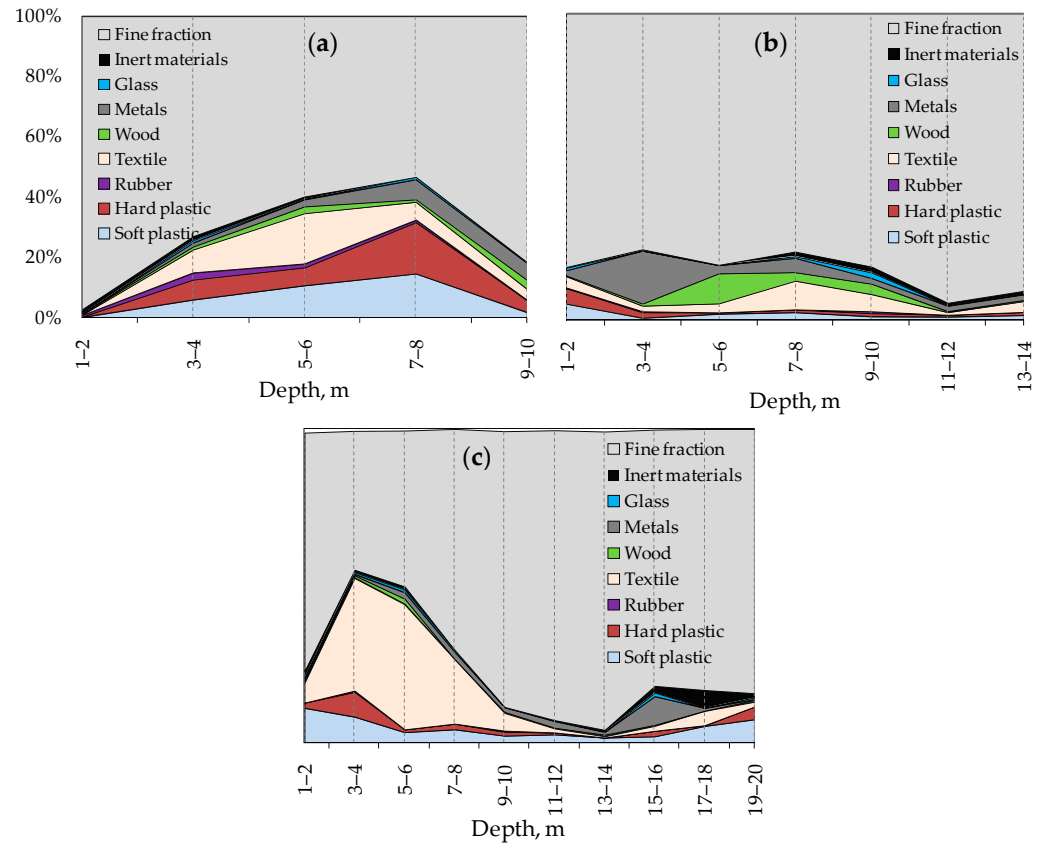 100%
80%
60%
40%
20%
0%
(a)
Fine fraction
Inert materials
Glass
Metals
Wood
Textile
Rubber
Hard plastic
Soft plastic
1–2
3–4
5–6
7–8
9–10
Depth, m
(b)
Fine fraction
Inert materials
Glass
Metals
Wood
Textile
Rubber
Hard plastic
Soft plastic
1–2
3–4
5–6
7–8
9–10
11–12
13–14
Depth, m
(c)
Fine fraction
Inert materials
Glass
Metals
Wood
Textile
Rubber
Hard plastic
Soft plastic
1–2
3–4
5–6
7–8
9–10
11–12
13–14
15–16
17–18
19–20
Depth, m